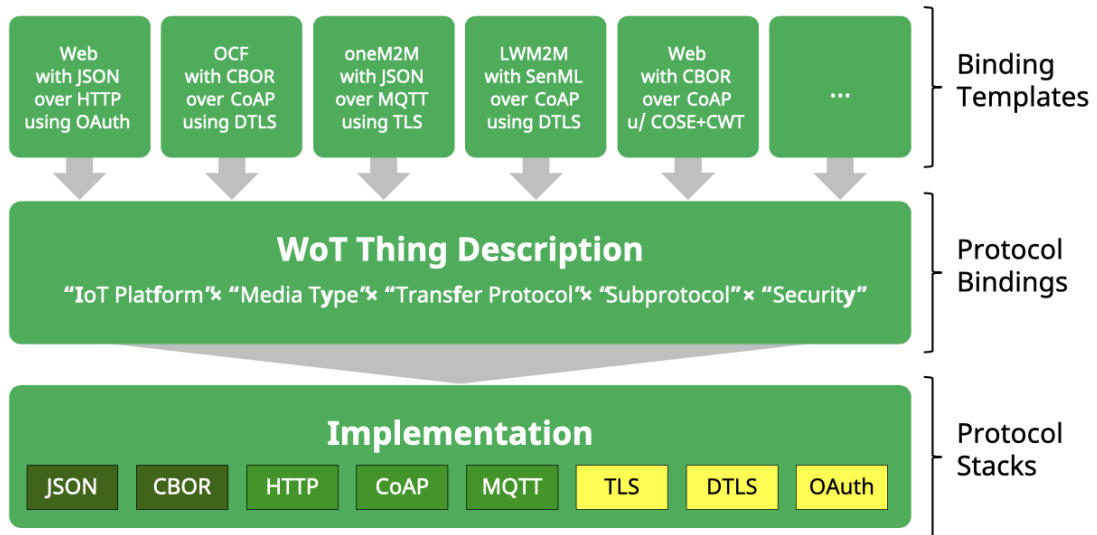 Web
with JSON
over HTTP
using OAuth
OCF
with CBOR
over CoAP
using DTLS
oneM2M
with JSON
over MQTT
using TLS
LWM2M
with SenML
over CoAP
using DTLS
Web
with CBOR
over CoAP
u/ COSE+CWT
...
Binding
Templates
WoT Thing Description
“IoT Platform”× “Media Type”× “Transfer Protocol”× “Subprotocol”× “Security”
Protocol
Bindings
Implementation
JSON CBOR HTTP CoAP MQTT TLS DTLS OAuth
Protocol
Stacks